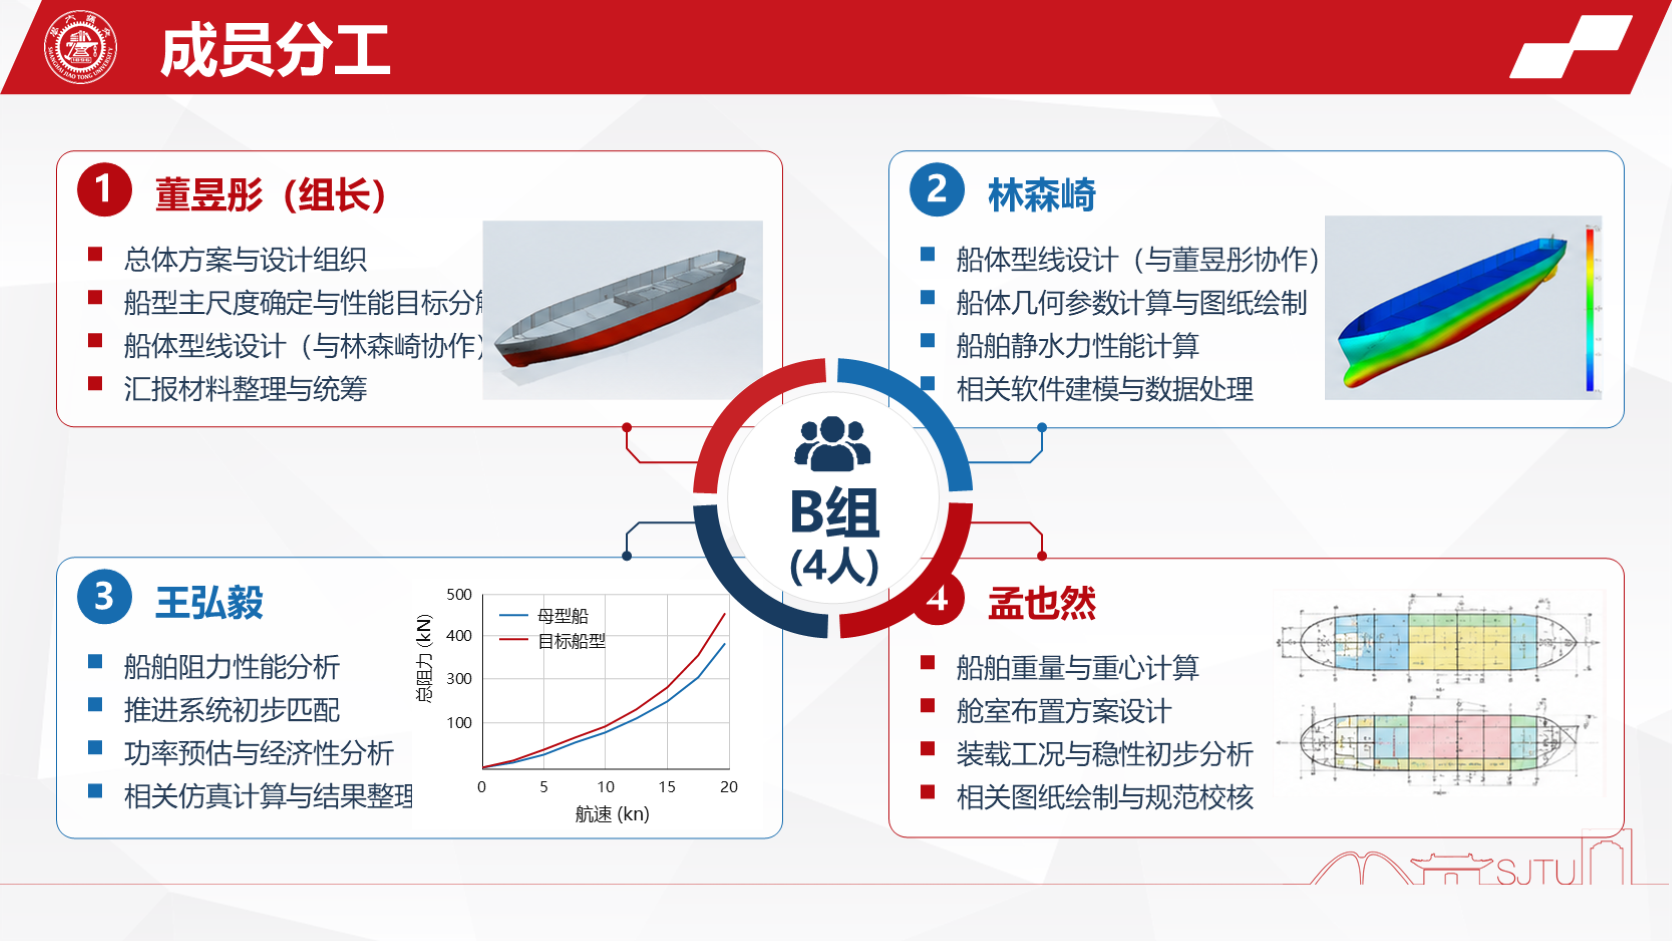 成员分工
SHANGHAI JIAO TONG UNIVERSITY
1 董昱彤（组长）
总体方案与设计组织
船型主尺度确定与性能目标分
船体型线设计（与林森崎协作）
汇报材料整理与统筹
2 林森崎
船体型线设计（与董昱彤协作）
船体几何参数计算与图纸绘制
船舶静水力性能计算
相关软件建模与数据处理
B组
(4人)
3 王弘毅
船舶阻力性能分析
推进系统初步匹配
功率预估与经济性分析
相关仿真计算与结果整理
总阻力 (kN)
500
400
300
100
母型船
目标船型
0 5 10 15 20
航速 (kn)
4 孟也然
船舶重量与重心计算
舱室布置方案设计
装载工况与稳性初步分析
相关图纸绘制与规范校核
SJTU